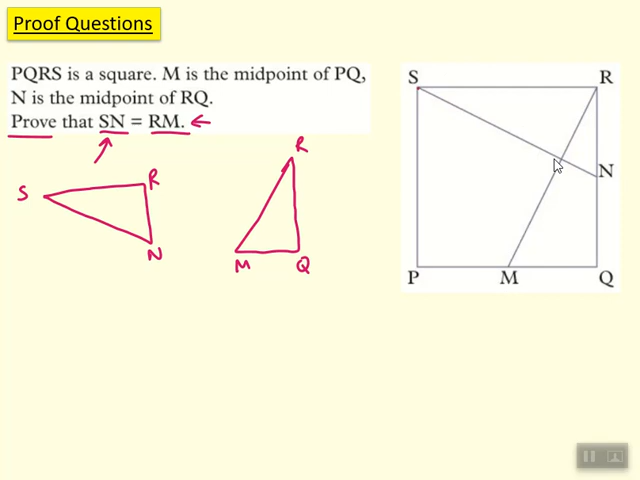 Proof Questions
PQRS is a square. M is the midpoint of PQ,
N is the midpoint of RQ.
Prove that SN = RM.
S
R
N
R
M
Q
S
R
N
P
M
Q